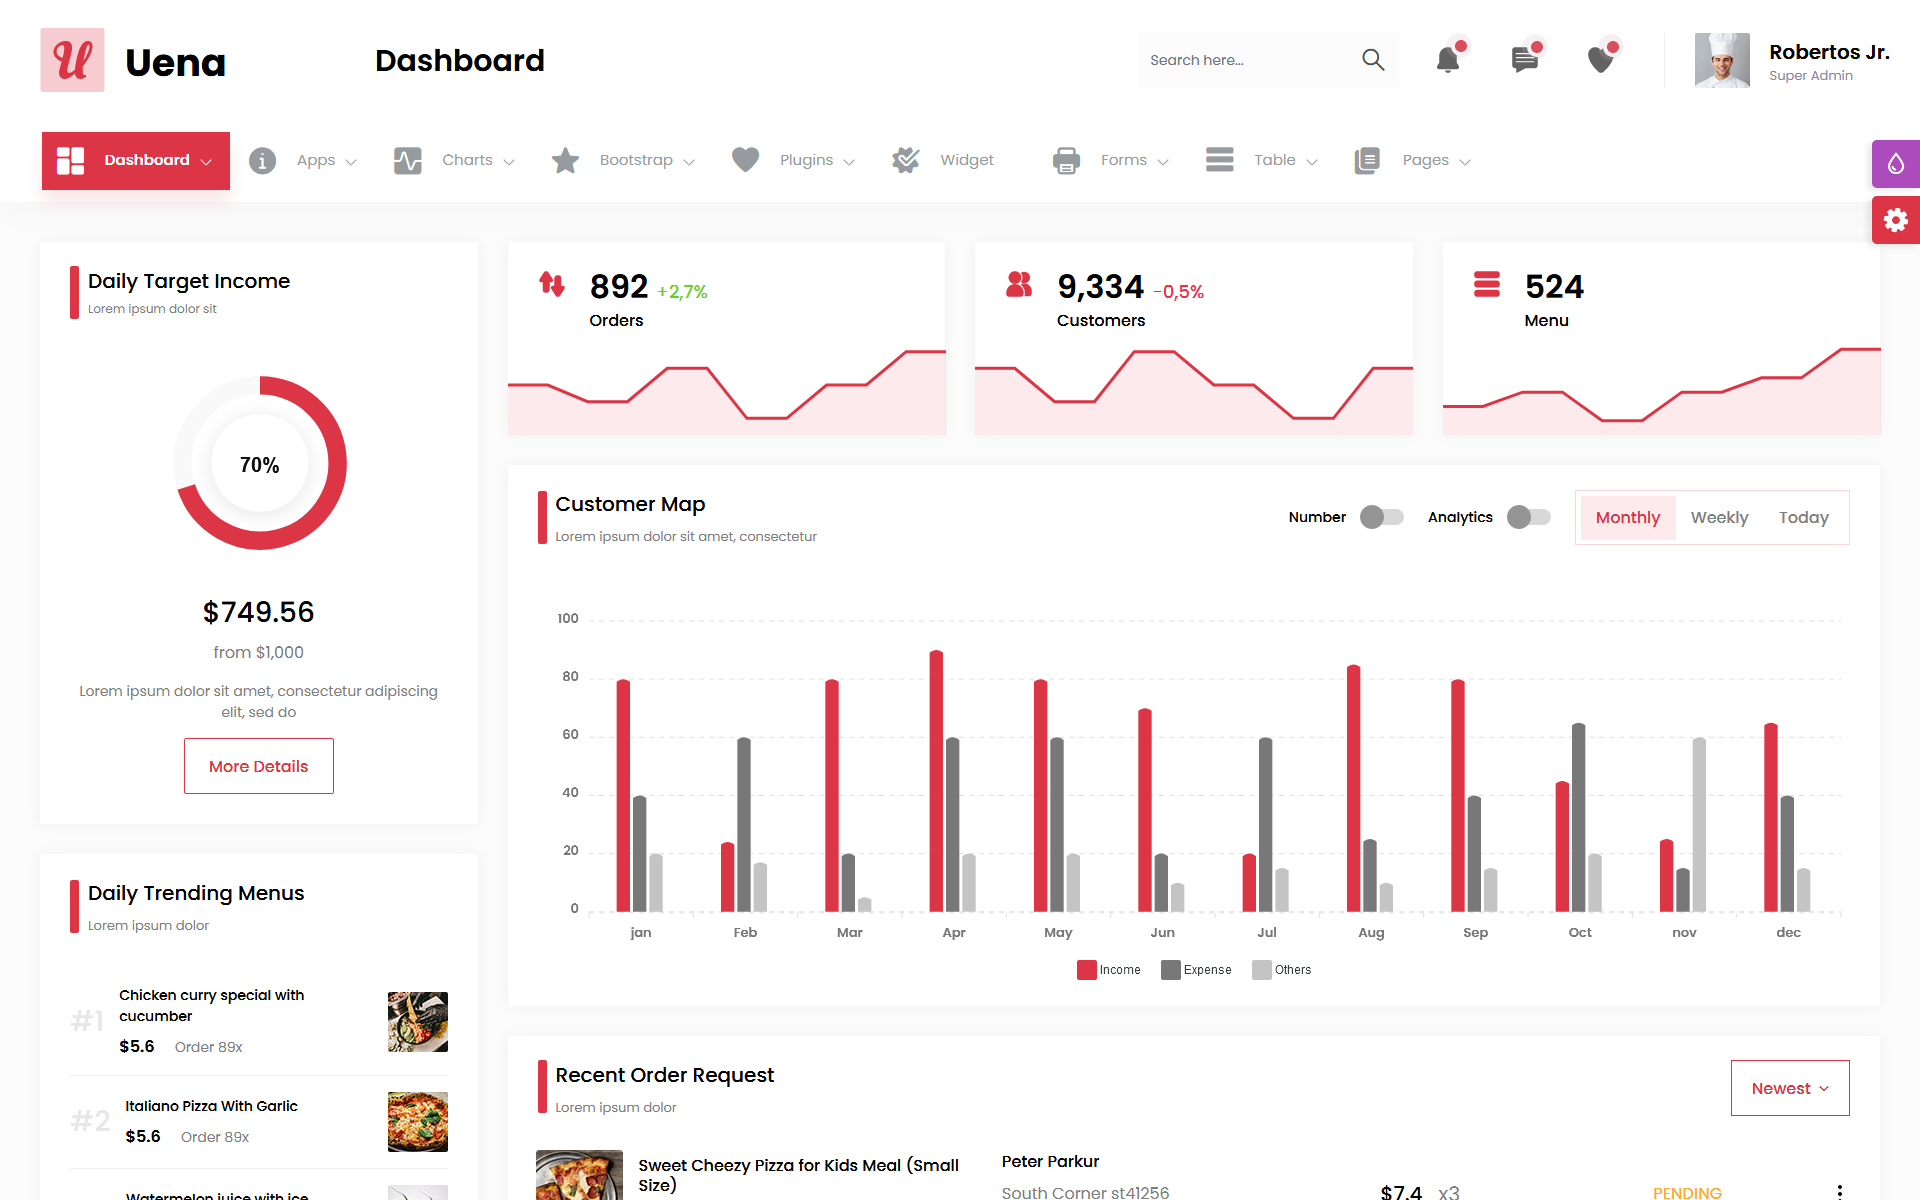 U
Uena
Dashboard
Search here...
Robertos Jr.
Super Admin
Dashboard
Apps
Charts
Bootstrap
Plugins
Widget
Forms
Table
Pages
Daily Target Income
Lorem ipsum dolor sit
70%
$749.56
from $1,000
Lorem ipsum dolor sit amet, consectetur adipiscing
elit, sed do
More Details
892 +2,7%
Orders
9,334 -0,5%
Customers
524
Menu
Customer Map
Lorem ipsum dolor sit amet, consectetur
Number
Analytics
Monthly
Weekly
Today
100
80
60
40
20
0
jan
Feb
Mar
Apr
May
Jun
Jul
Aug
Sep
Oct
nov
dec
Income
Expense
Others
Daily Trending Menus
Lorem ipsum dolor
#1
Chicken curry special with
cucumber
$5.6 Order 89x
#2
Italiano Pizza With Garlic
$5.6 Order 89x
Watermelon juice with ice
Recent Order Request
Lorem ipsum dolor
Newest
Sweet Cheezy Pizza for Kids Meal (Small
Size)
Peter Parkur
South Corner st41256
$7.4 x3
PENDING